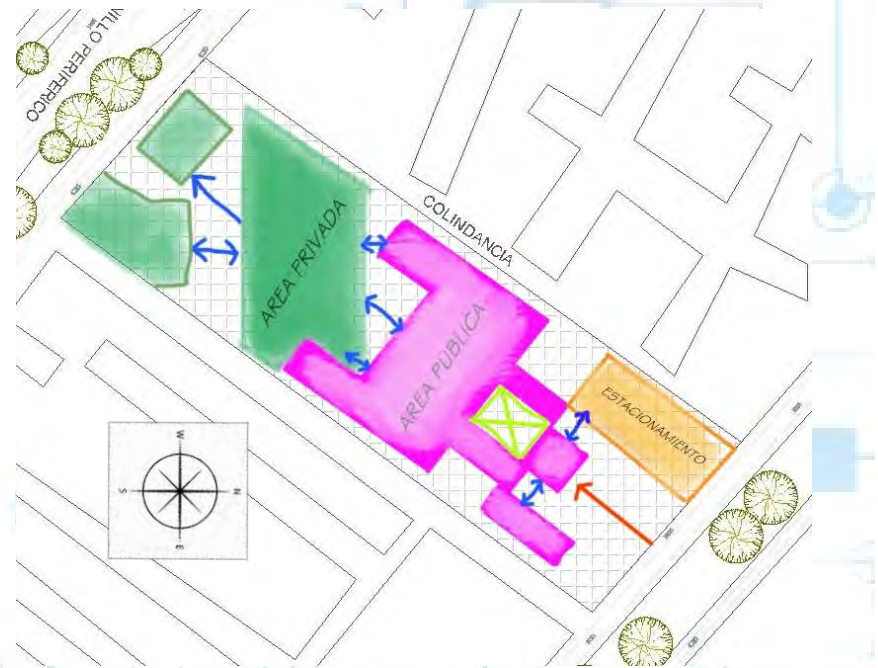 ILLO PERIFERICO
COLINDANCIA
AREA PRIVADA
AREA PUBLICA
ESTACIONAMIENTO
W
S
N
E